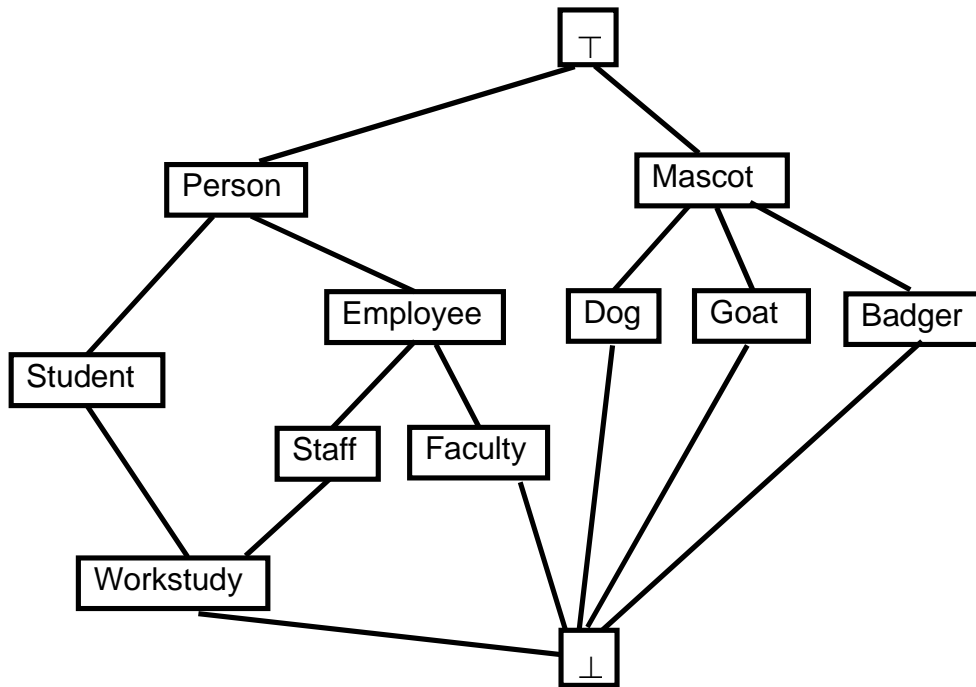 ⊤
Person
Mascot
Employee
Dog
Goat
Badger
Student
Staff
Faculty
Workstudy
⊥